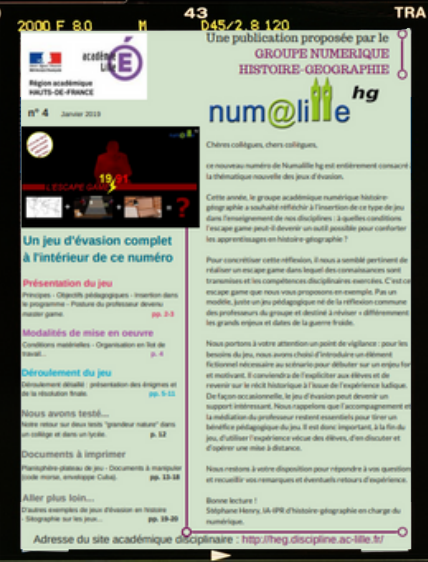 43
TRA
2000 F 8.0 M D45/2.8 120
Une publication proposée par le
GROUPE NUMERIQUE
HISTOIRE-GEOGRAPHIE
académie
Lille
Région académique
HAUTS-DE-FRANCE
num@lille hg
n° 4 Janvier 2019
19 91
L'ESCAPE GAME
?
Un jeu d'évasion complet
à l'intérieur de ce numéro
Présentation du jeu
Principes - Objectifs pédagogiques - Insertion dans
le programme - Posture du professeur devenu
master game. pp. 2-3
Modalités de mise en oeuvre
Conditions matérielles - Organisation en îlot de
travail... p. 4
Déroulement du jeu
Déroulement détaillé : présentation des énigmes et
de la résolution finale. pp. 5-11
Nous avons testé...
Notre retour sur deux tests "grandeur nature" dans
un collège et dans un lycée. p. 12
Documents à imprimer
Planisphère-plateau de jeu - Documents à manipuler
(code morse, enveloppe Cuba). pp. 13-18
Aller plus loin...
D'autres exemples de jeux d'évasion en histoire
- Sitographie sur les jeux... pp. 19-20
Chères collègues, chers collègues,
ce nouveau numéro de Numalille hg est entièrement consacré
la thématique nouvelle des jeux d'évasion.
Cette année, le groupe académique numérique histoire-
géographie a souhaité réfléchir à l'insertion de ce type de jeu
dans l'enseignement de nos disciplines : à quelles conditions
l'escape game peut-il devenir un outil possible pour conforter
les apprentissages en histoire-géographie ?
Pour concrétiser cette réflexion, il nous a semblé pertinent de
réaliser un escape game dans lequel des connaissances sont
transmises et les compétences disciplinaires exercées. C'est ce
escape game que nous vous proposons en exemple. Pas un
modèle, juste un jeu pédagogique né de la réflexion commune
des professeurs du groupe et destiné à réviser « différemment
les grands enjeux et dates de la guerre froide.
Nous portons à votre attention un point de vigilance : pour les
besoins du jeu, nous avons choisi d'introduire un élément
fictionnel nécessaire au scénario pour débuter sur un enjeu for
et motivant. Il conviendra de l'expliciter aux élèves et de
revenir sur le récit historique à l'issue de l'expérience ludique.
De façon occasionnelle, le jeu d'évasion peut devenir un
support intéressant. Nous rappelons que l'accompagnement et
la médiation du professeur restent essentiels pour tirer un
bénéfice pédagogique du jeu. Il est donc important, à la fin du
jeu, d'utiliser l'expérience vécue des élèves, d'en discuter et
d'opérer une mise à distance.
Nous restons à votre disposition pour répondre à vos question
et recueillir vos remarques et éventuels retours d'expérience.
Bonne lecture !
Stéphane Henry, IA-IPR d'histoire-géographie en charge du
numérique.
Adresse du site académique disciplinaire : http://heg.discipline.ac-lille.fr/